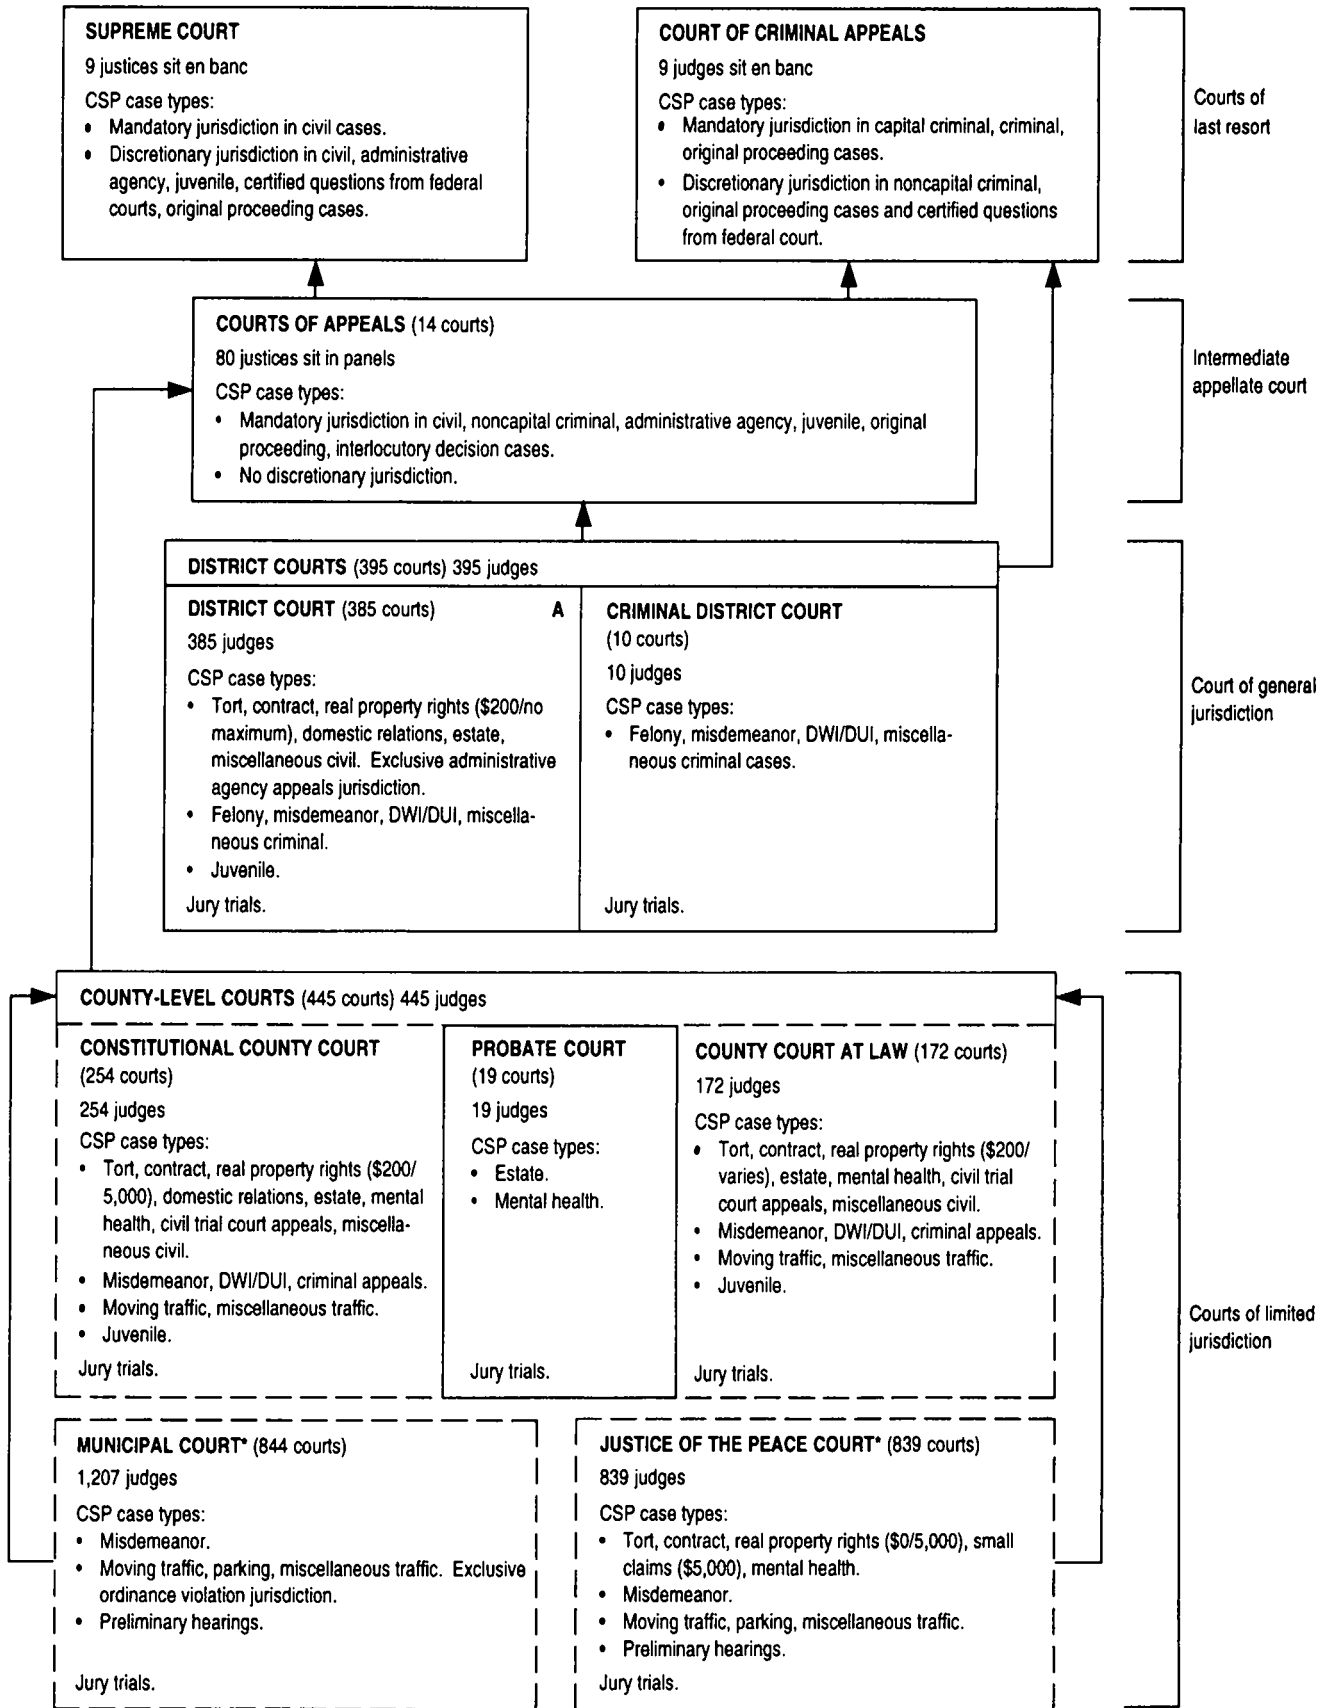 SUPREME COURT
9 justices sit en banc
CSP case types:
• Mandatory jurisdiction in civil cases.
• Discretionary jurisdiction in civil, administrative
agency, juvenile, certified questions from federal
courts, original proceeding cases.
COURT OF CRIMINAL APPEALS
9 judges sit en banc
CSP case types:
• Mandatory jurisdiction in capital criminal, criminal,
original proceeding cases.
• Discretionary jurisdiction in noncapital criminal,
original proceeding cases and certified questions
from federal court.
Courts of
last resort
COURTS OF APPEALS (14 courts)
80 justices sit in panels
CSP case types:
• Mandatory jurisdiction in civil, noncapital criminal, administrative agency, juvenile, original
proceeding, interlocutory decision cases.
• No discretionary jurisdiction.
Intermediate
appellate court
DISTRICT COURTS (395 courts) 395 judges
DISTRICT COURT (385 courts) A
385 judges
CSP case types:
• Tort, contract, real property rights ($200/no
maximum), domestic relations, estate,
miscellaneous civil. Exclusive administrative
agency appeals jurisdiction.
• Felony, misdemeanor, DWI/DUI, miscella-
neous criminal.
• Juvenile.
Jury trials.
CRIMINAL DISTRICT COURT
(10 courts)
10 judges
CSP case types:
• Felony, misdemeanor, DWI/DUI, miscella-
neous criminal cases.
Jury trials.
Court of general
jurisdiction
COUNTY-LEVEL COURTS (445 courts) 445 judges
CONSTITUTIONAL COUNTY COURT
(254 courts)
254 judges
CSP case types:
• Tort, contract, real property rights ($200/
5,000), domestic relations, estate, mental
health, civil trial court appeals, miscella-
neous civil.
• Misdemeanor, DWI/DUI, criminal appeals.
• Moving traffic, miscellaneous traffic.
• Juvenile.
Jury trials.
PROBATE COURT
(19 courts)
19 judges
CSP case types:
• Estate.
• Mental health.
Jury trials.
COUNTY COURT AT LAW (172 courts)
172 judges
CSP case types:
• Tort, contract, real property rights ($200/
varies), estate, mental health, civil trial
court appeals, miscellaneous civil.
• Misdemeanor, DWI/DUI, criminal appeals.
• Moving traffic, miscellaneous traffic.
• Juvenile.
Jury trials.
Courts of limited
jurisdiction
MUNICIPAL COURT* (844 courts)
1,207 judges
CSP case types:
• Misdemeanor.
• Moving traffic, parking, miscellaneous traffic. Exclusive
ordinance violation jurisdiction.
• Preliminary hearings.
Jury trials.
JUSTICE OF THE PEACE COURT* (839 courts)
839 judges
CSP case types:
• Tort, contract, real property rights ($0/5,000), small
claims ($5,000), mental health.
• Misdemeanor.
• Moving traffic, parking, miscellaneous traffic.
• Preliminary hearings.
Jury trials.